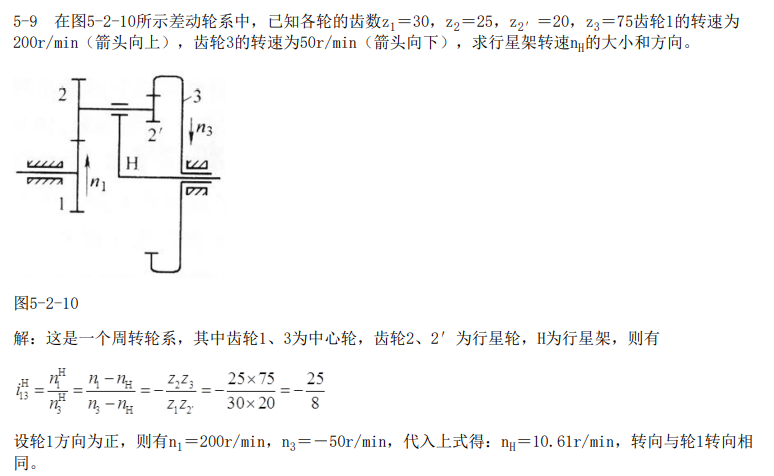 5-9 在图5-2-10所示差动轮系中，已知各轮的齿数z₁＝30，z₂＝25，z₂′＝20，z₃＝75齿轮1的转速为
200r/min（箭头向上），齿轮3的转速为50r/min（箭头向下），求行星架转速n_H的大小和方向。
2
3
2′
n₃
H
n₁
1
图5-2-10
解：这是一个周转轮系，其中齿轮1、3为中心轮，齿轮2、2′为行星轮，H为行星架，则有
i₁₃^H = n₁^H/n₃^H = (n₁－n_H)/(n₃－n_H) = －z₂z₃/z₁z₂′ = －25×75/30×20 = －25/8
设轮1方向为正，则有n₁＝200r/min，n₃＝－50r/min，代入上式得：n_H＝10.61r/min，转向与轮1转向相
同。